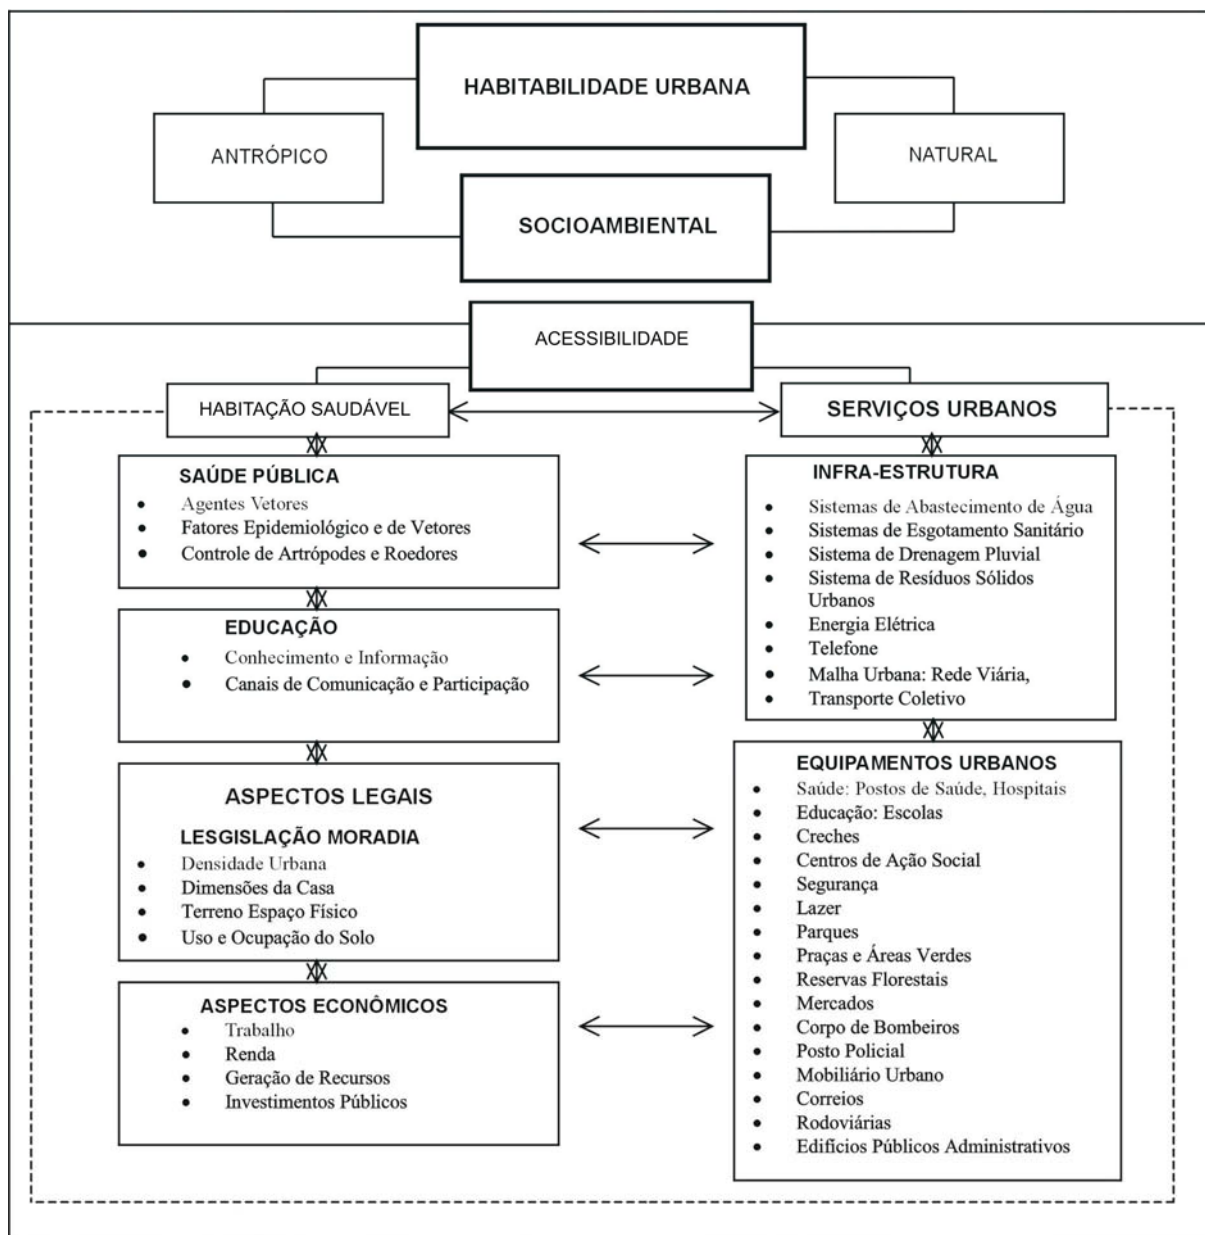 HABITABILIDADE URBANA
ANTRÓPICO
NATURAL
SOCIOAMBIENTAL
ACESSIBILIDADE
HABITAÇÃO SAUDÁVEL
SERVIÇOS URBANOS
SAÚDE PÚBLICA
• Agentes Vetores
• Fatores Epidemiológico e de Vetores
• Controle de Artrópodes e Roedores
EDUCAÇÃO
• Conhecimento e Informação
• Canais de Comunicação e Participação
ASPECTOS LEGAIS
LESGISLAÇÃO MORADIA
• Densidade Urbana
• Dimensões da Casa
• Terreno Espaço Físico
• Uso e Ocupação do Solo
ASPECTOS ECONÔMICOS
• Trabalho
• Renda
• Geração de Recursos
• Investimentos Públicos
INFRA-ESTRUTURA
• Sistemas de Abastecimento de Água
• Sistemas de Esgotamento Sanitário
• Sistema de Drenagem Pluvial
• Sistema de Resíduos Sólidos
Urbanos
• Energia Elétrica
• Telefone
• Malha Urbana: Rede Viária,
• Transporte Coletivo
EQUIPAMENTOS URBANOS
• Saúde: Postos de Saúde, Hospitais
• Educação: Escolas
• Creches
• Centros de Ação Social
• Segurança
• Lazer
• Parques
• Praças e Áreas Verdes
• Reservas Florestais
• Mercados
• Corpo de Bombeiros
• Posto Policial
• Mobiliário Urbano
• Correios
• Rodoviárias
• Edifícios Públicos Administrativos